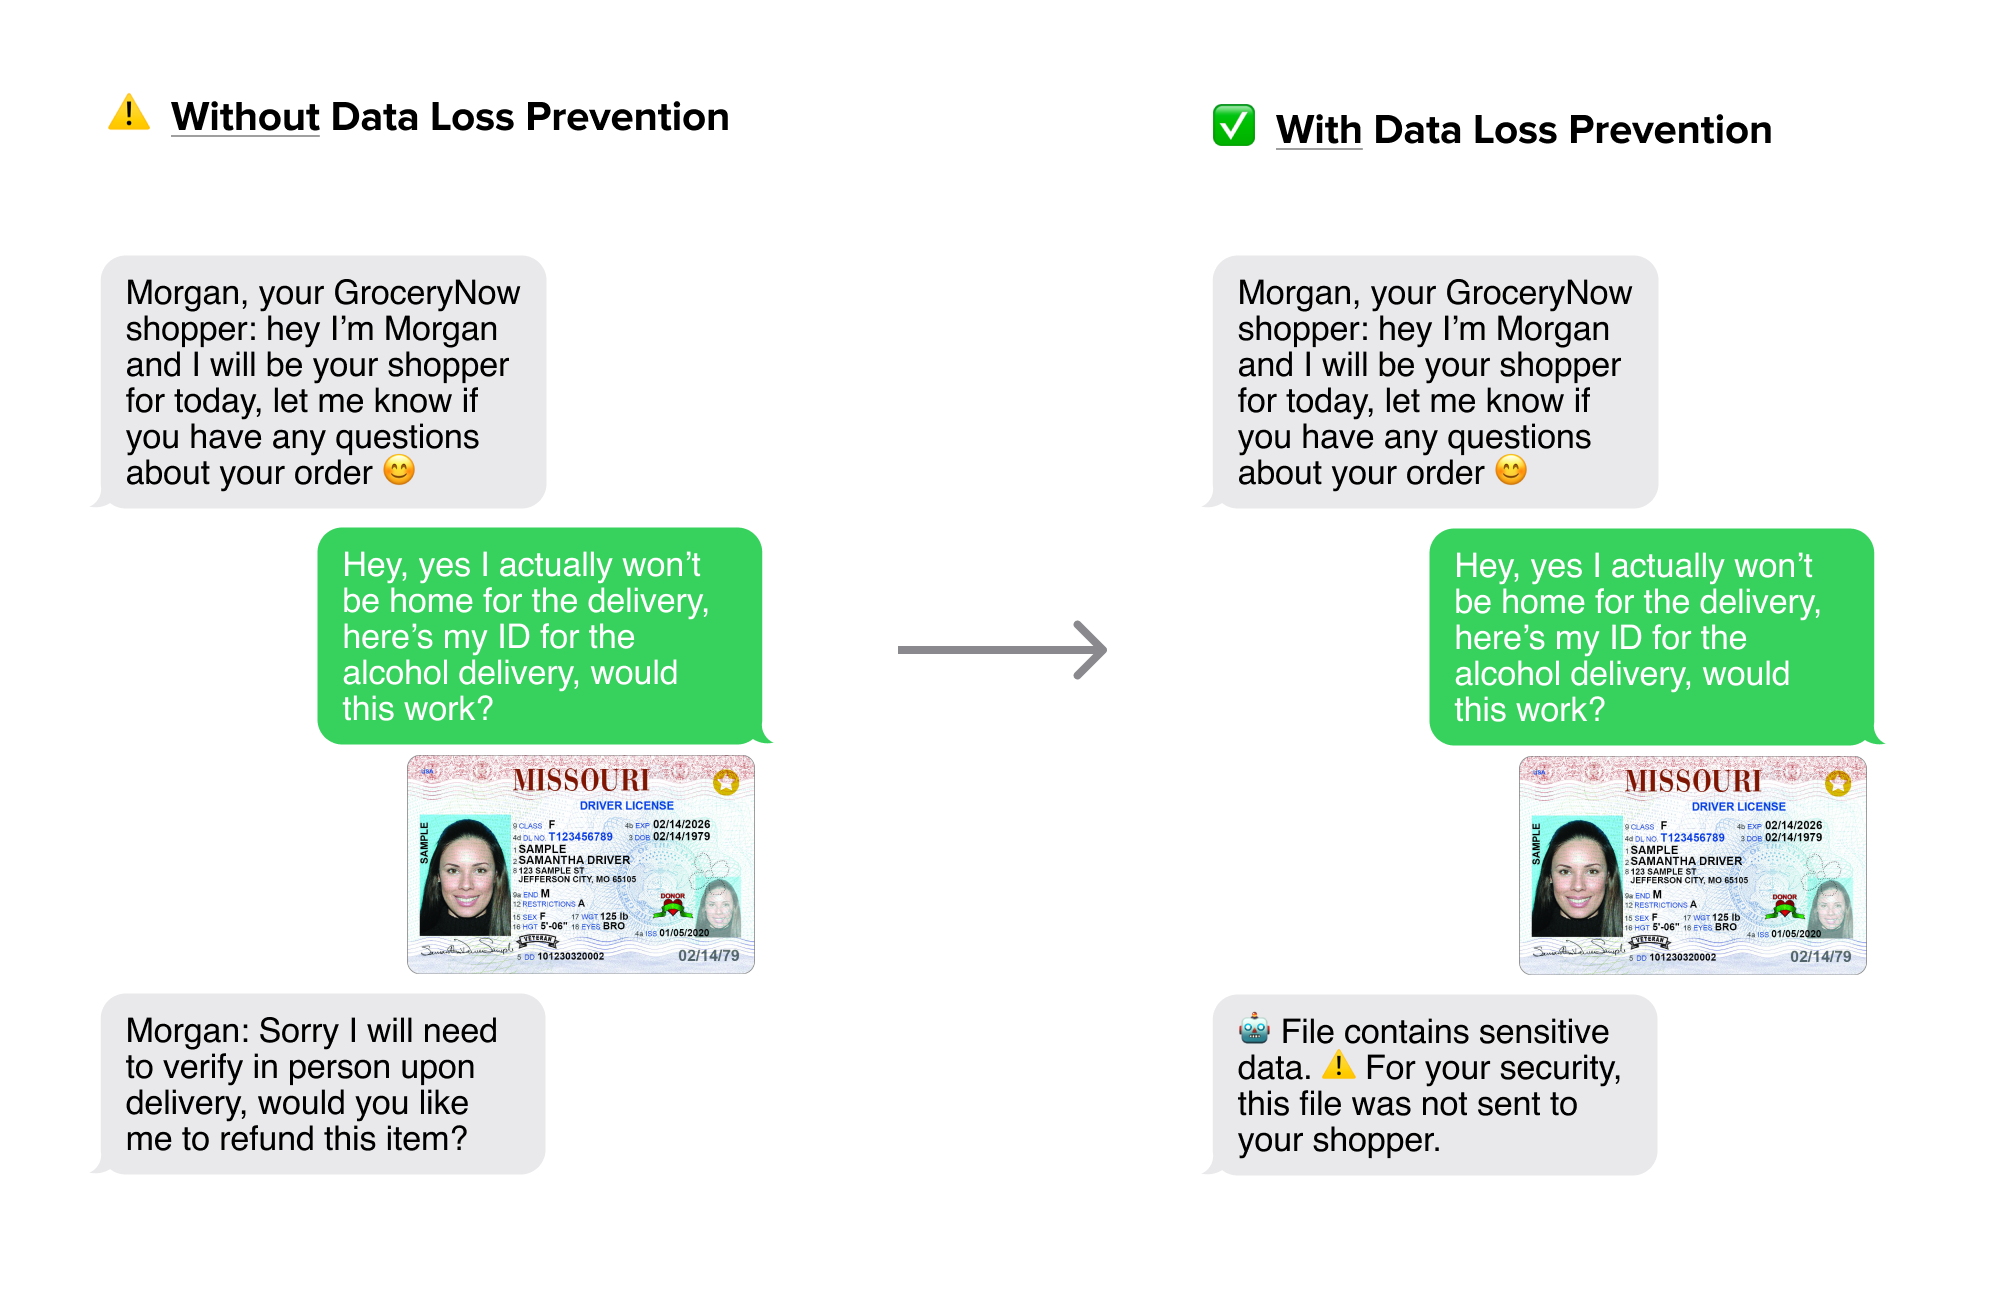 ⚠️ Without Data Loss Prevention
Morgan, your GroceryNow
shopper: hey I’m Morgan
and I will be your shopper
for today, let me know if
you have any questions
about your order 😊
Hey, yes I actually won’t
be home for the delivery,
here’s my ID for the
alcohol delivery, would
this work?
USA
MISSOURI
DRIVER LICENSE
SAMPLE
9 CLASS F 4b EXP 02/14/2026
4d DL NO. T123456789 3 DOB 02/14/1979
1 SAMPLE
2 SAMANTHA DRIVER
8 123 SAMPLE ST
JEFFERSON CITY, MO 65105
9a END M
12 RESTRICTIONS A
DONOR
15 SEX F 17 WGT 125 lb
16 HGT 5'-06" 18 EYES BRO
4a ISS 01/05/2020
VETERAN
5 DD 101230320002
02/14/79
Morgan: Sorry I will need
to verify in person upon
delivery, would you like
me to refund this item?
✅ With Data Loss Prevention
Morgan, your GroceryNow
shopper: hey I’m Morgan
and I will be your shopper
for today, let me know if
you have any questions
about your order 😊
Hey, yes I actually won’t
be home for the delivery,
here’s my ID for the
alcohol delivery, would
this work?
USA
MISSOURI
DRIVER LICENSE
SAMPLE
9 CLASS F 4b EXP 02/14/2026
4d DL NO. T123456789 3 DOB 02/14/1979
1 SAMPLE
2 SAMANTHA DRIVER
8 123 SAMPLE ST
JEFFERSON CITY, MO 65105
9a END M
12 RESTRICTIONS A
DONOR
15 SEX F 17 WGT 125 lb
16 HGT 5'-06" 18 EYES BRO
4a ISS 01/05/2020
VETERAN
5 DD 101230320002
02/14/79
🤖 File contains sensitive
data. ⚠️ For your security,
this file was not sent to
your shopper.